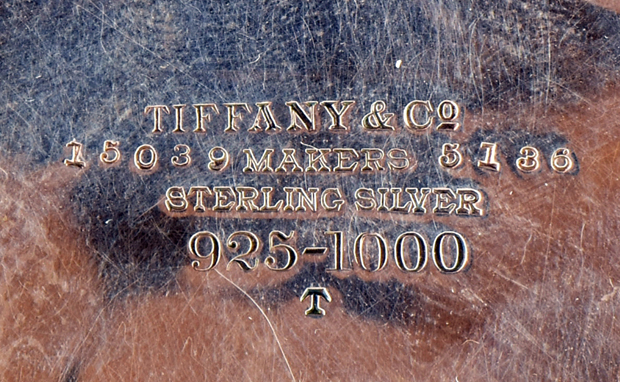 TIFFANY & Co
15039 MAKERS 5136
STERLING SILVER
925-1000
T